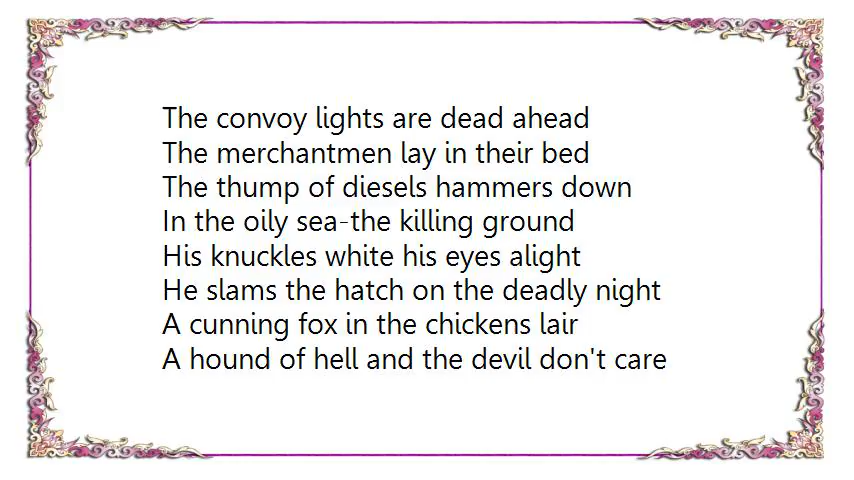 The convoy lights are dead ahead
The merchantmen lay in their bed
The thump of diesels hammers down
In the oily sea-the killing ground
His knuckles white his eyes alight
He slams the hatch on the deadly night
A cunning fox in the chickens lair
A hound of hell and the devil don't care